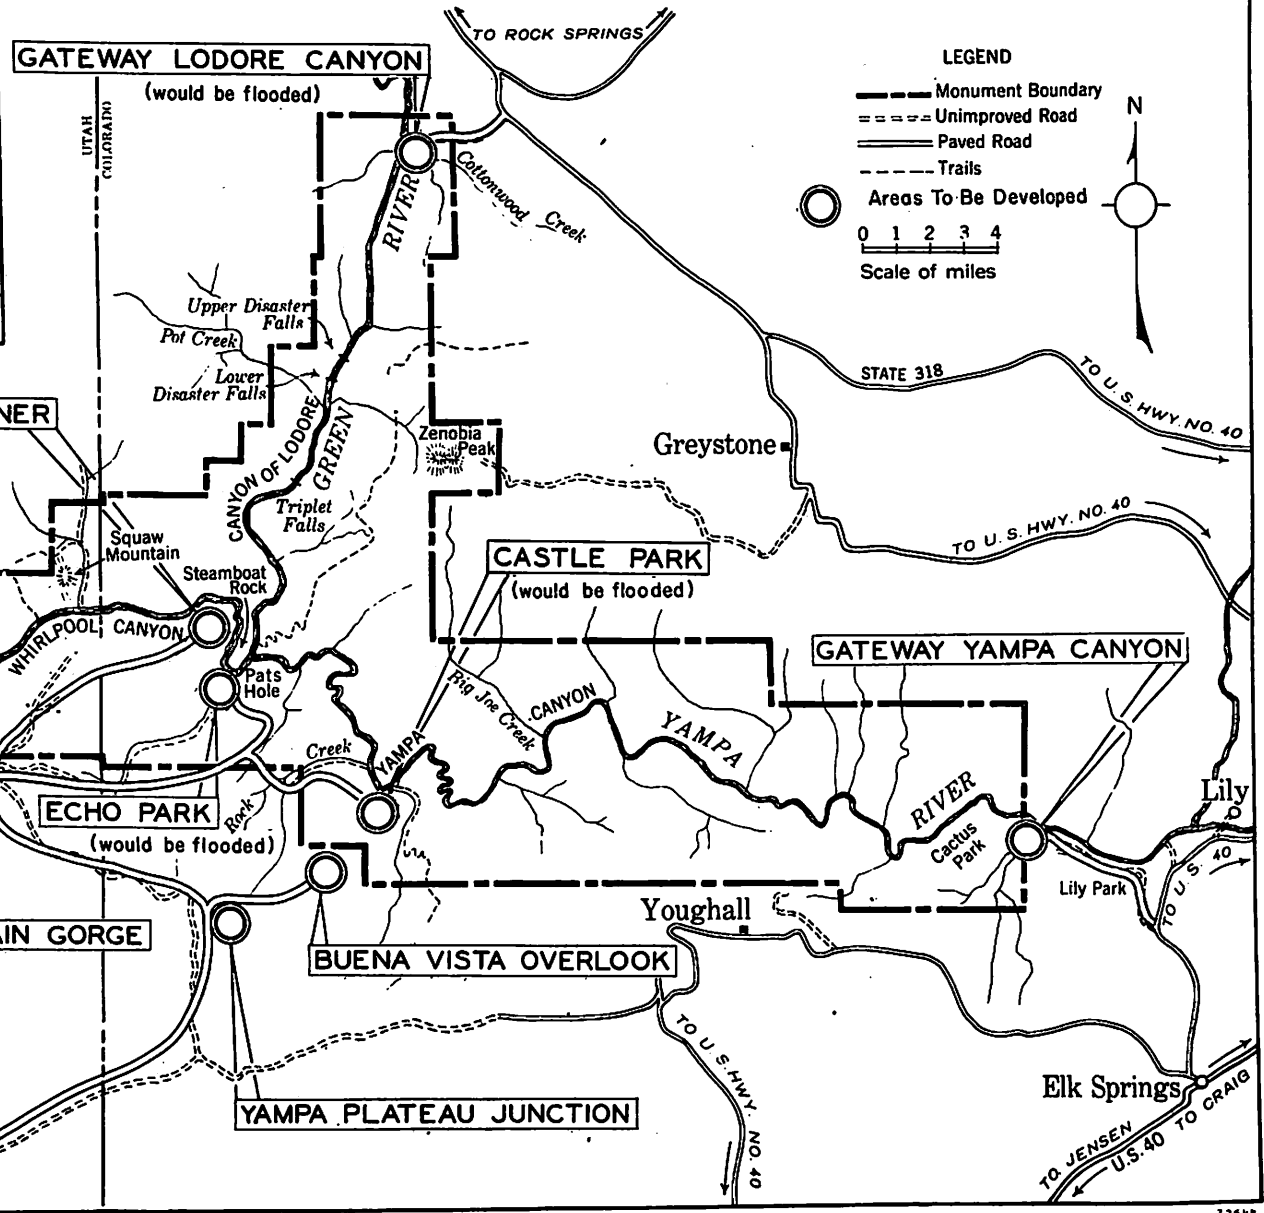 TO ROCK SPRINGS
GATEWAY LODORE CANYON
(would be flooded)
LEGEND
Monument Boundary
Unimproved Road
Paved Road
Trails
Areas To Be Developed
0 1 2 3 4
Scale of miles
N
UTAH
COLORADO
Cottonwood Creek
RIVER
Upper Disaster
Falls
Pot Creek
Lower
Disaster Falls
STATE 318
TO U.S. HWY. NO. 40
NER
CANYON OF LODORE
GREEN
Zenobia
Peak
Greystone
Triplet
Falls
TO U.S. HWY. NO. 40
Squaw
Mountain
CASTLE PARK
(would be flooded)
Steamboat
Rock
WHIRLPOOL CANYON
GATEWAY YAMPA CANYON
Pats
Hole
Big Joe Creek
CANYON
YAMPA
YAMPA
RIVER
Creek
Rock
Lily
ECHO PARK
(would be flooded)
Cactus
Park
Lily Park
TO U.S. 40
AIN GORGE
Youghall
BUENA VISTA OVERLOOK
TO U.S. HWY. NO. 40
Elk Springs
YAMPA PLATEAU JUNCTION
TO JENSEN
U.S. 40
TO CRAIG